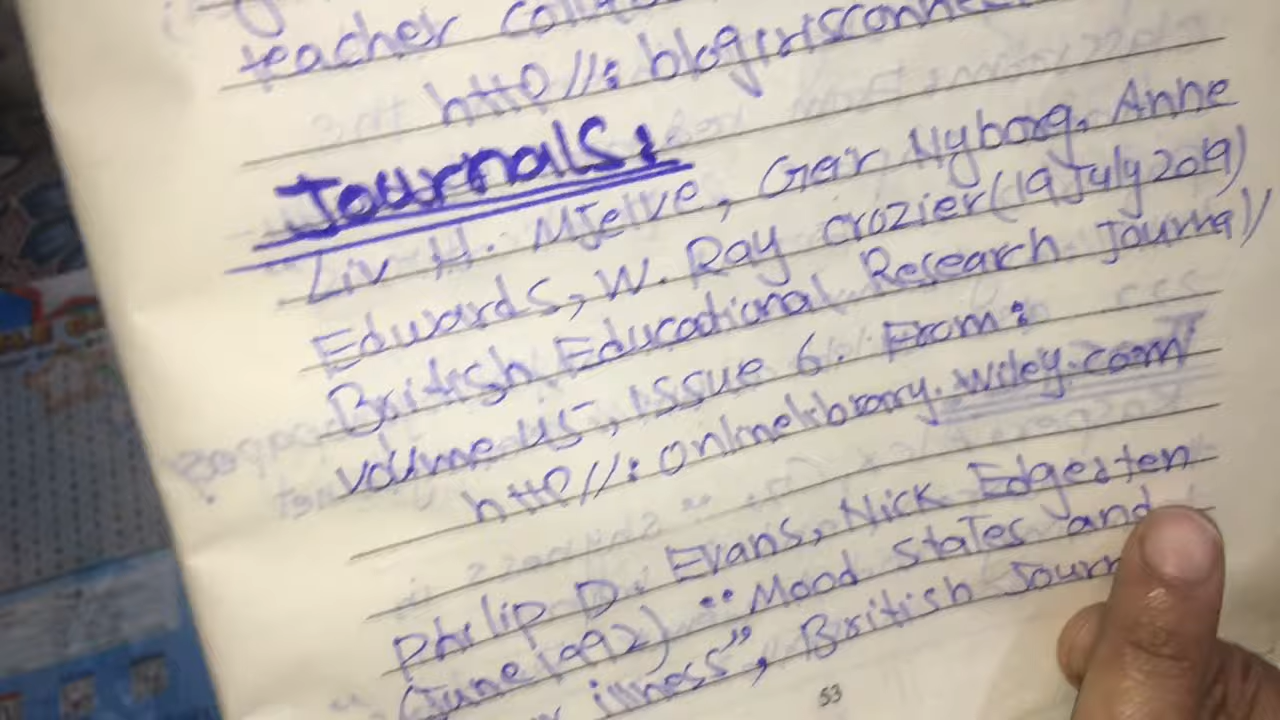 teacher
http//: blogirisconnec
Journals:
Liv H. Mjelve, Geir Nyborg, Anne
Edwards, W. Ray crozier (19 July 2019)
British Educational Research Journal)
volume 45, issue 6. From:
http//: onlinelibrary.wiley.com
Philip D. Evans, Nick Edgesten
(June 1992) "Mood states and
illness", British Journ
53